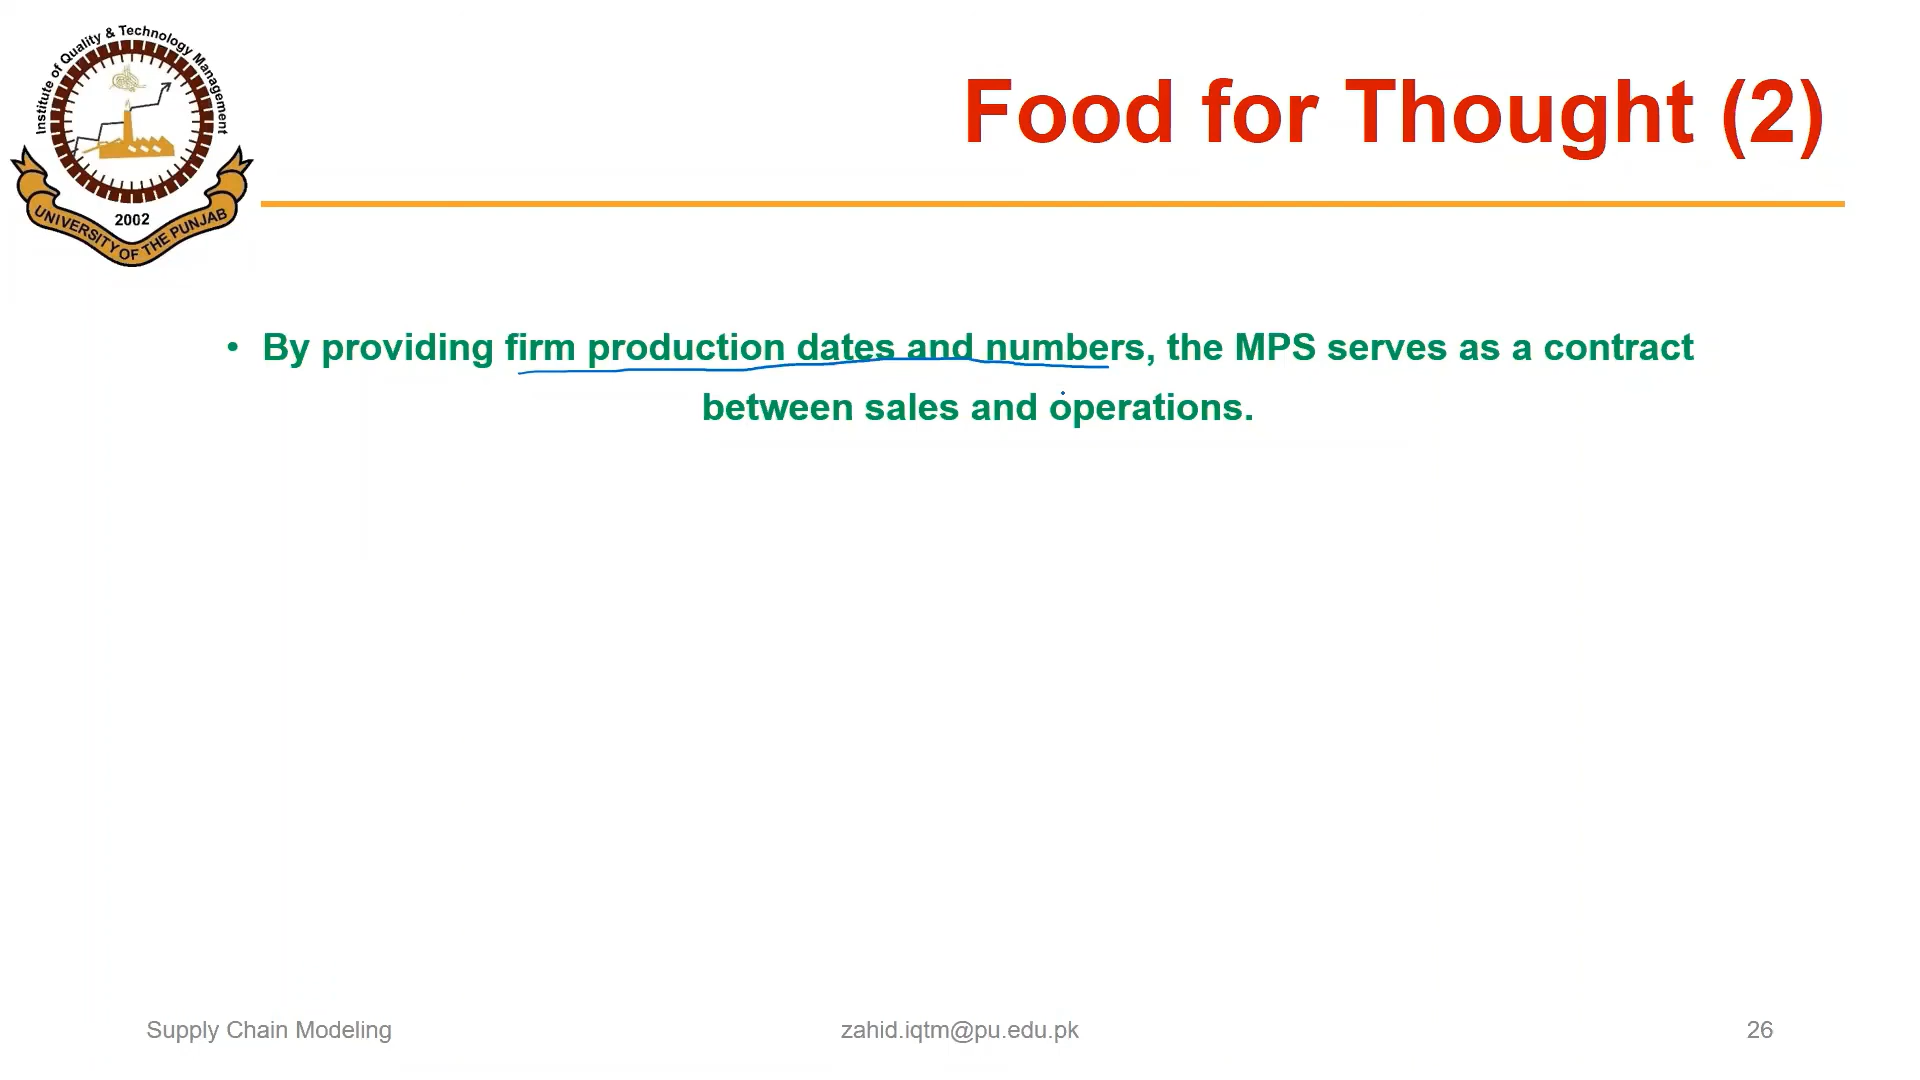 Institute of Quality & Technology Management
2002
UNIVERSITY OF THE PUNJAB
Food for Thought (2)
• By providing firm production dates and numbers, the MPS serves as a contract
between sales and operations.
Supply Chain Modeling
zahid.iqtm@pu.edu.pk
26